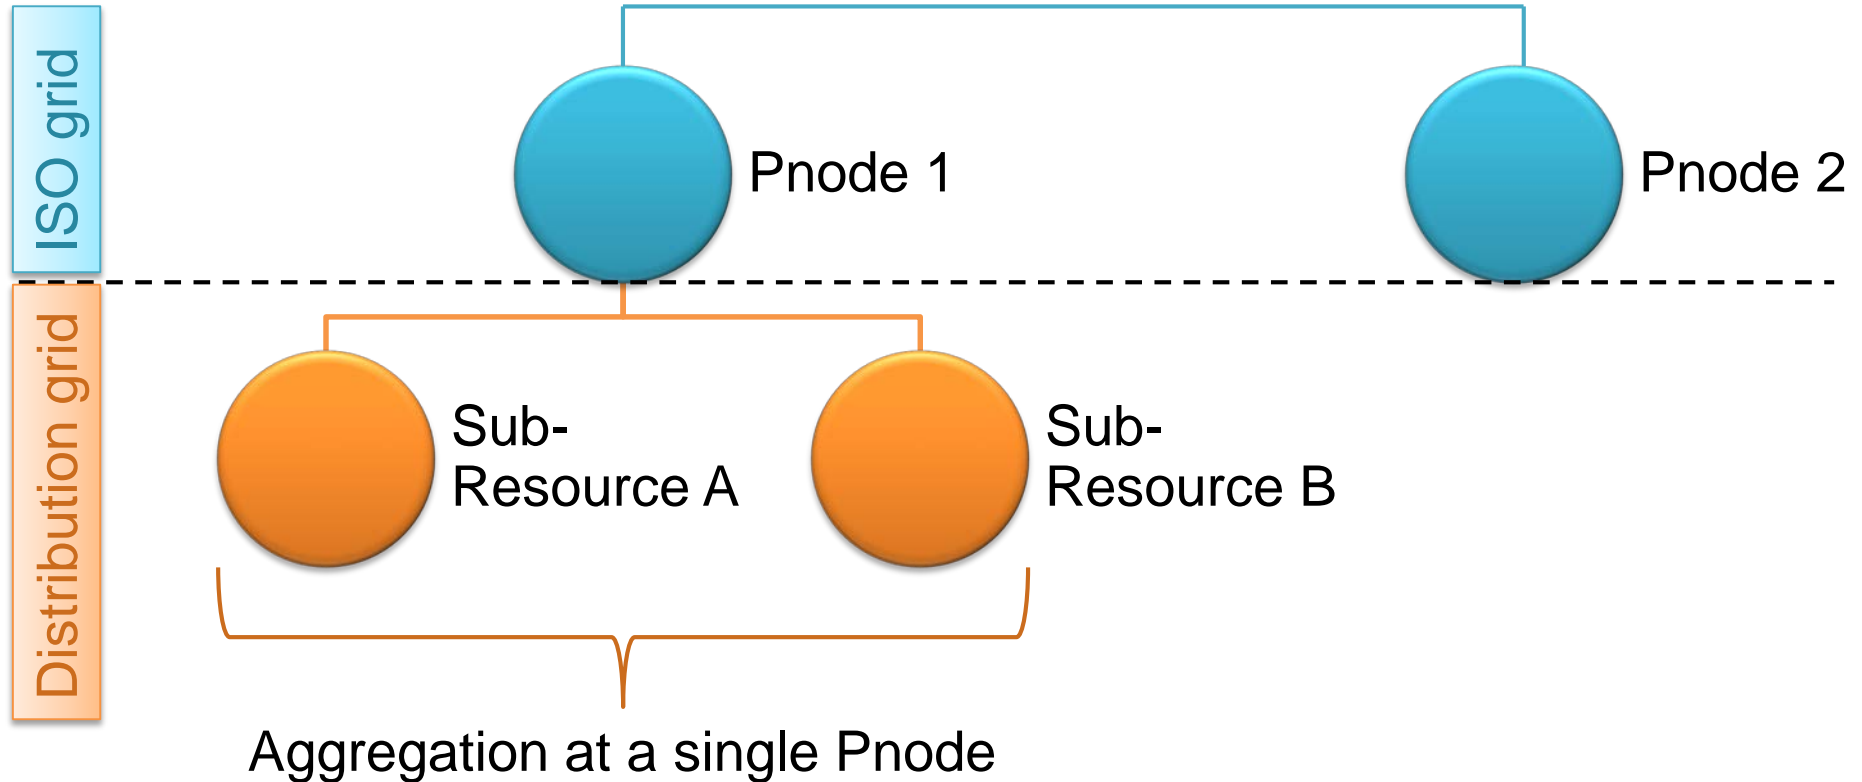 ISO grid
Pnode 1
Pnode 2
Distribution grid
Sub-
Resource A
Sub-
Resource B
Aggregation at a single Pnode